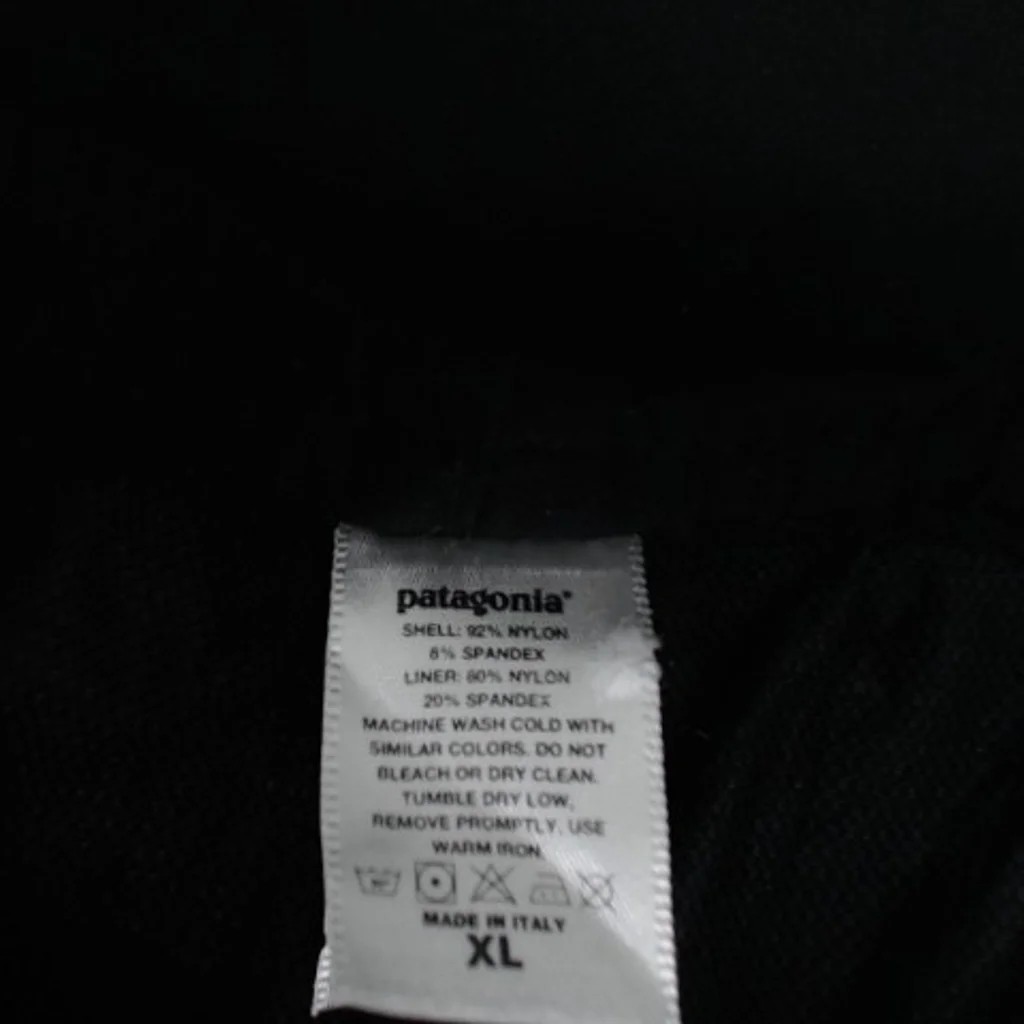 patagonia®
SHELL: 92% NYLON
8% SPANDEX
LINER: 80% NYLON
20% SPANDEX
MACHINE WASH COLD WITH
SIMILAR COLORS. DO NOT
BLEACH OR DRY CLEAN.
TUMBLE DRY LOW,
REMOVE PROMPTLY, USE
WARM IRON.
MADE IN ITALY
XL